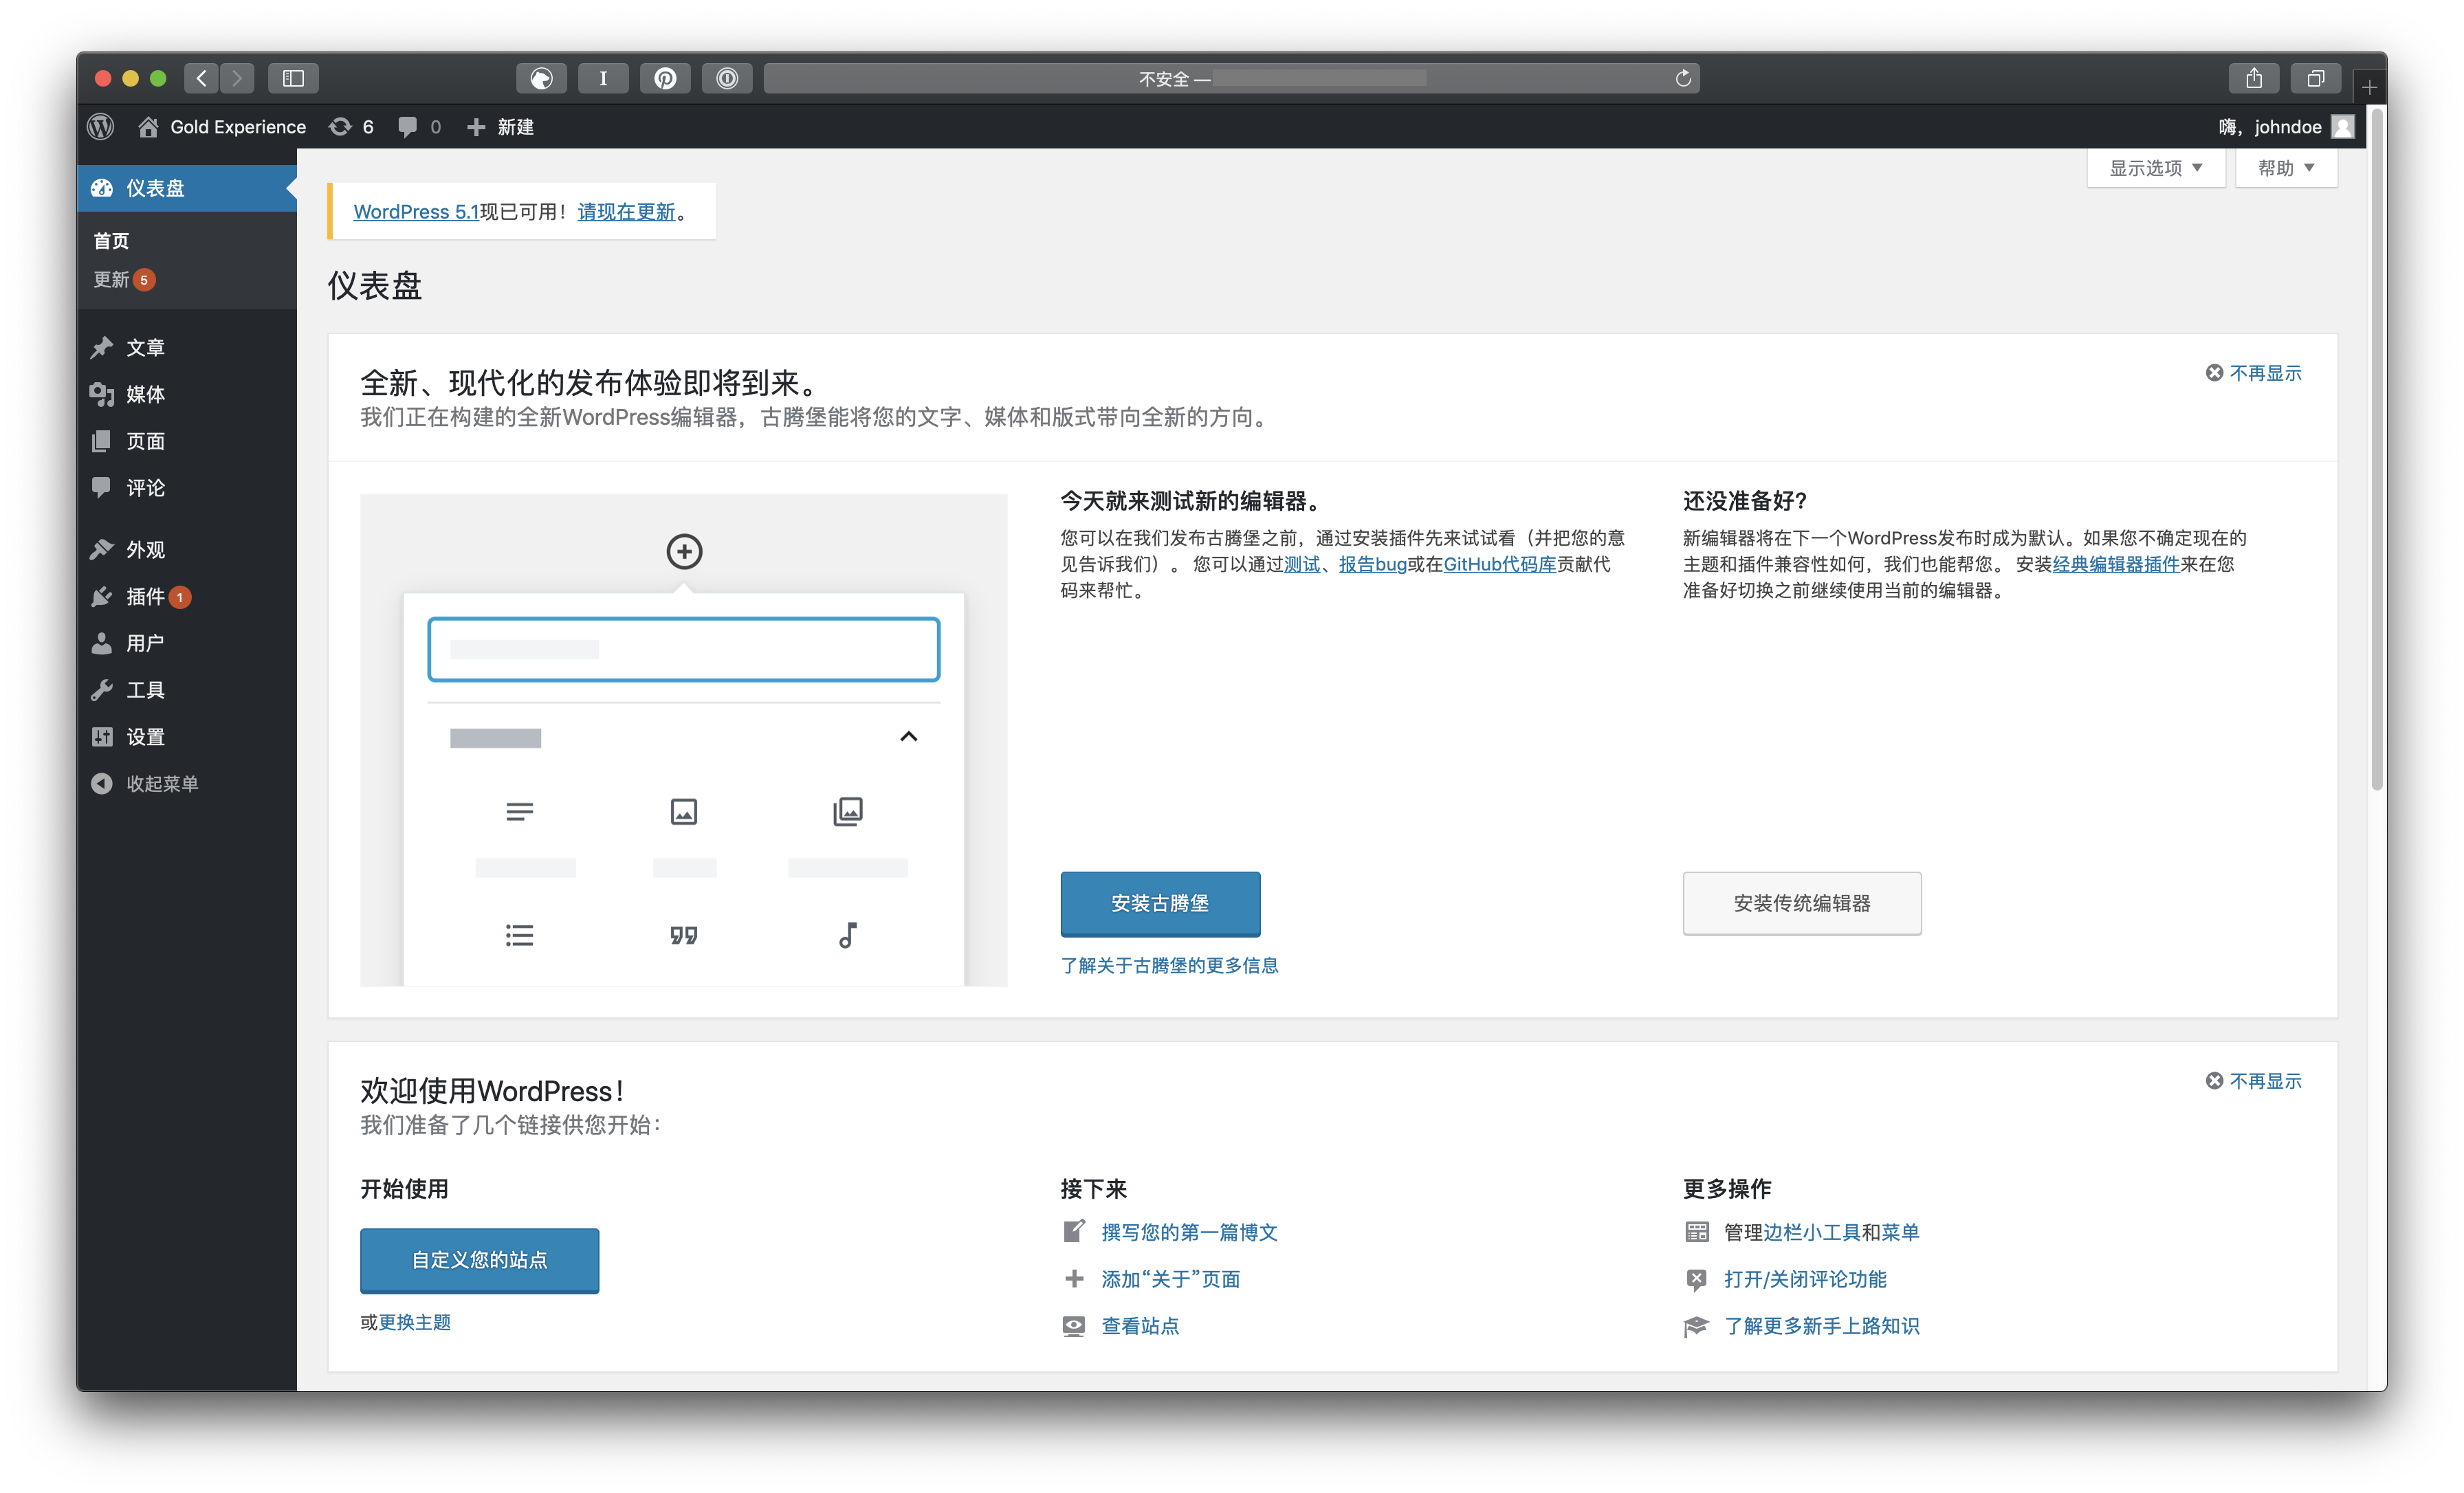 不安全 —
Gold Experience 6 0 新建
嗨，johndoe
仪表盘
首页
更新 5
文章
媒体
页面
评论
外观
插件 1
用户
工具
设置
收起菜单
显示选项
帮助
WordPress 5.1现已可用！请现在更新。
仪表盘
全新、现代化的发布体验即将到来。
不再显示
我们正在构建的全新WordPress编辑器，古腾堡能将您的文字、媒体和版式带向全新的方向。
今天就来测试新的编辑器。
您可以在我们发布古腾堡之前，通过安装插件先来试试看（并把您的意
见告诉我们）。 您可以通过测试、报告bug或在GitHub代码库贡献代
码来帮忙。
安装古腾堡
了解关于古腾堡的更多信息
还没准备好?
新编辑器将在下一个WordPress发布时成为默认。如果您不确定现在的
主题和插件兼容性如何，我们也能帮您。 安装经典编辑器插件来在您
准备好切换之前继续使用当前的编辑器。
安装传统编辑器
欢迎使用WordPress！
不再显示
我们准备了几个链接供您开始：
开始使用
自定义您的站点
或更换主题
接下来
撰写您的第一篇博文
添加“关于”页面
查看站点
更多操作
管理边栏小工具和菜单
打开/关闭评论功能
了解更多新手上路知识